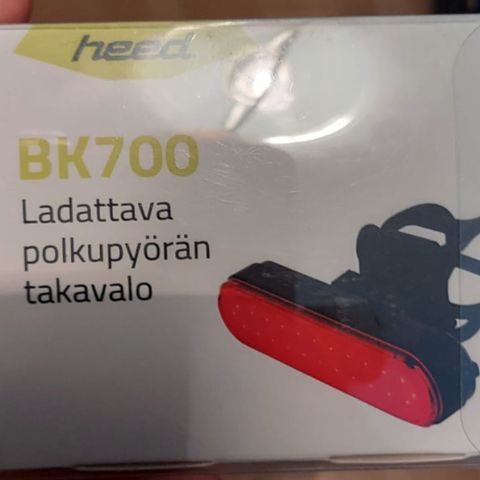 heed
BK700
Ladattava
polkupyörän
takavalo